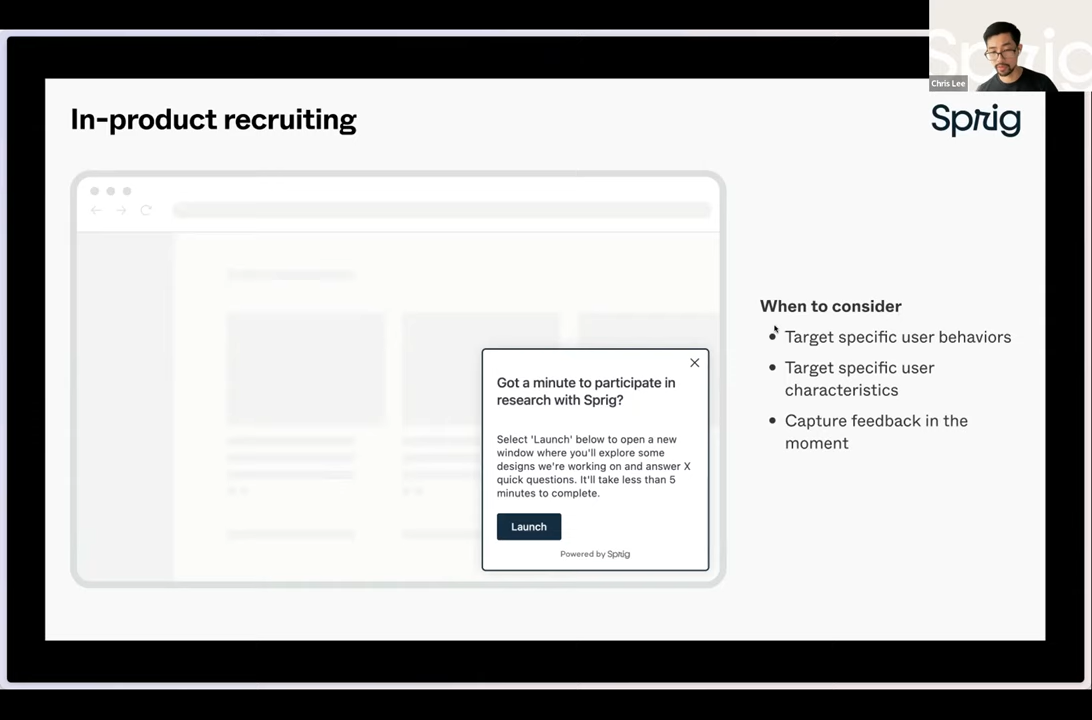 Chris Lee
In-product recruiting
Sprig
Got a minute to participate in
research with Sprig?
Select 'Launch' below to open a new
window where you'll explore some
designs we're working on and answer X
quick questions. It'll take less than 5
minutes to complete.
Launch
Powered by Sprig
When to consider
• Target specific user behaviors
• Target specific user
characteristics
• Capture feedback in the
moment